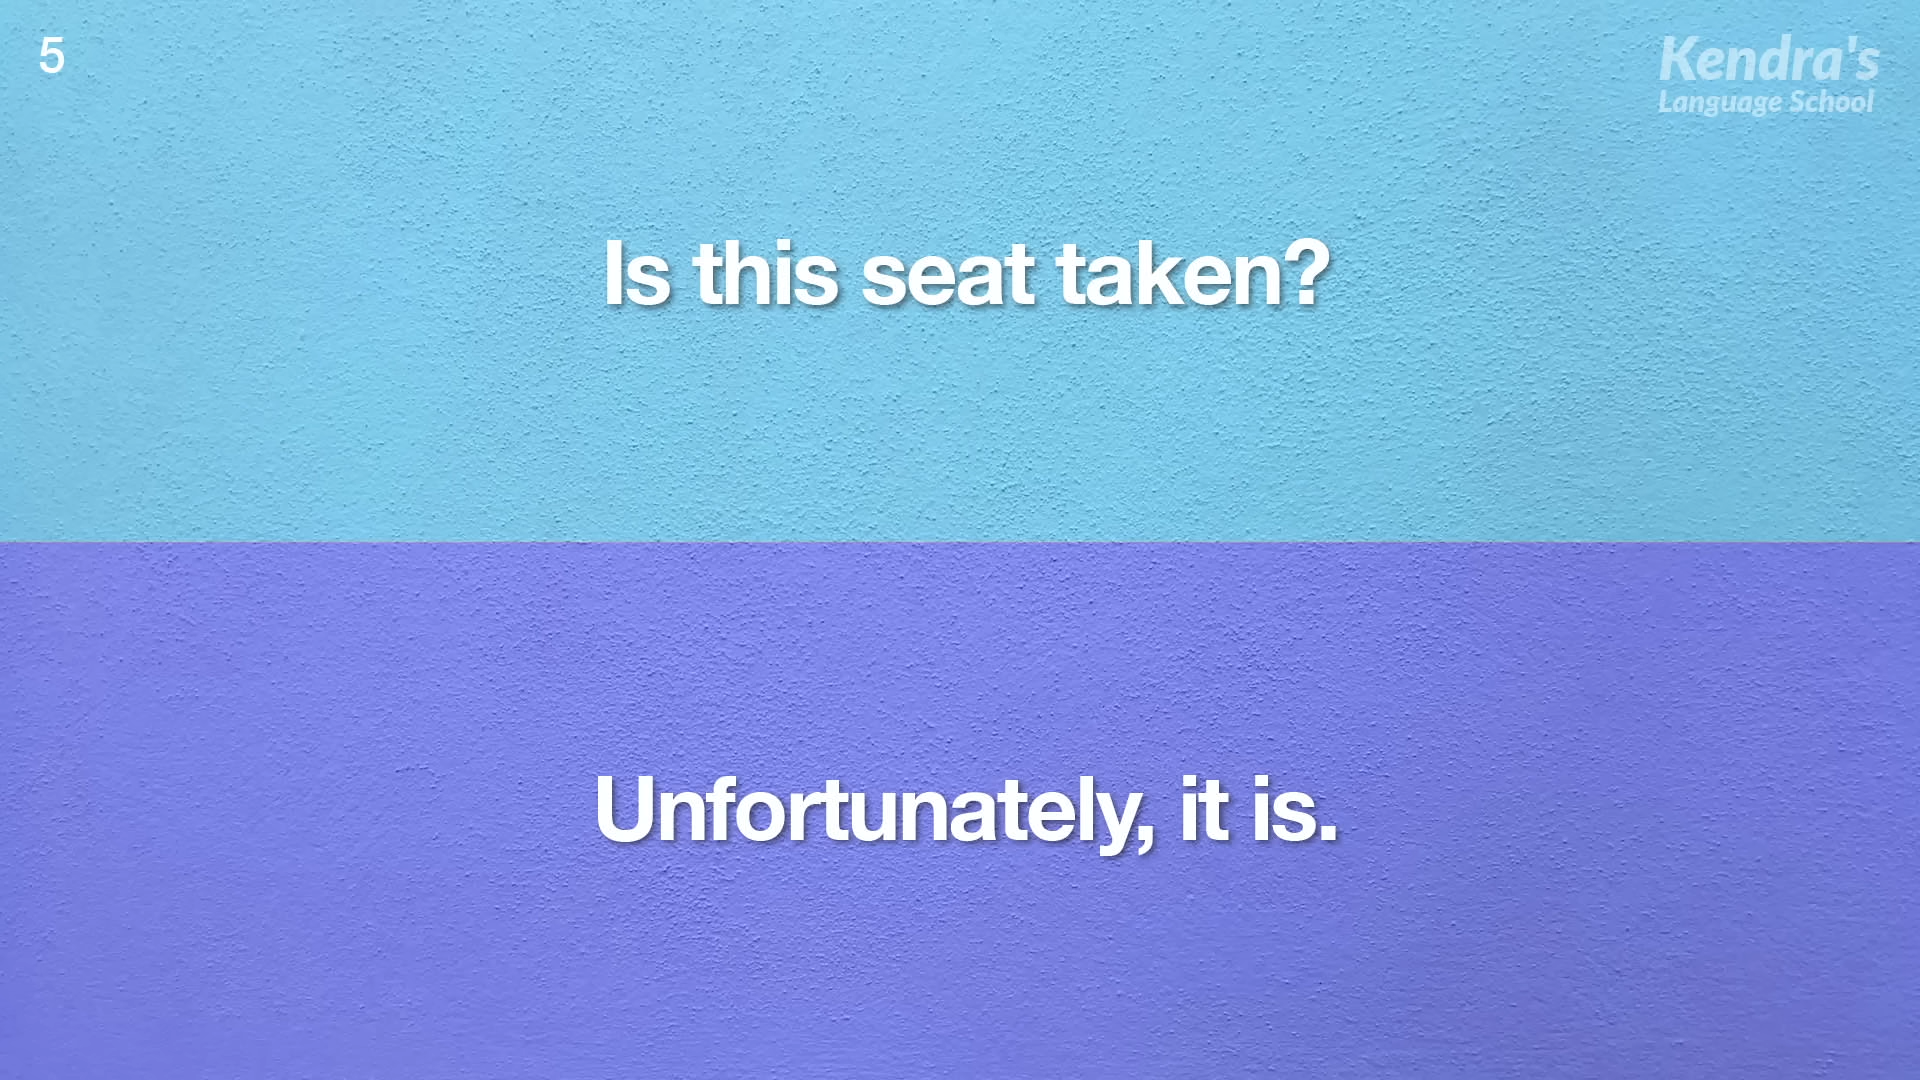 5
Kendra's
Language School
Is this seat taken?
Unfortunately, it is.